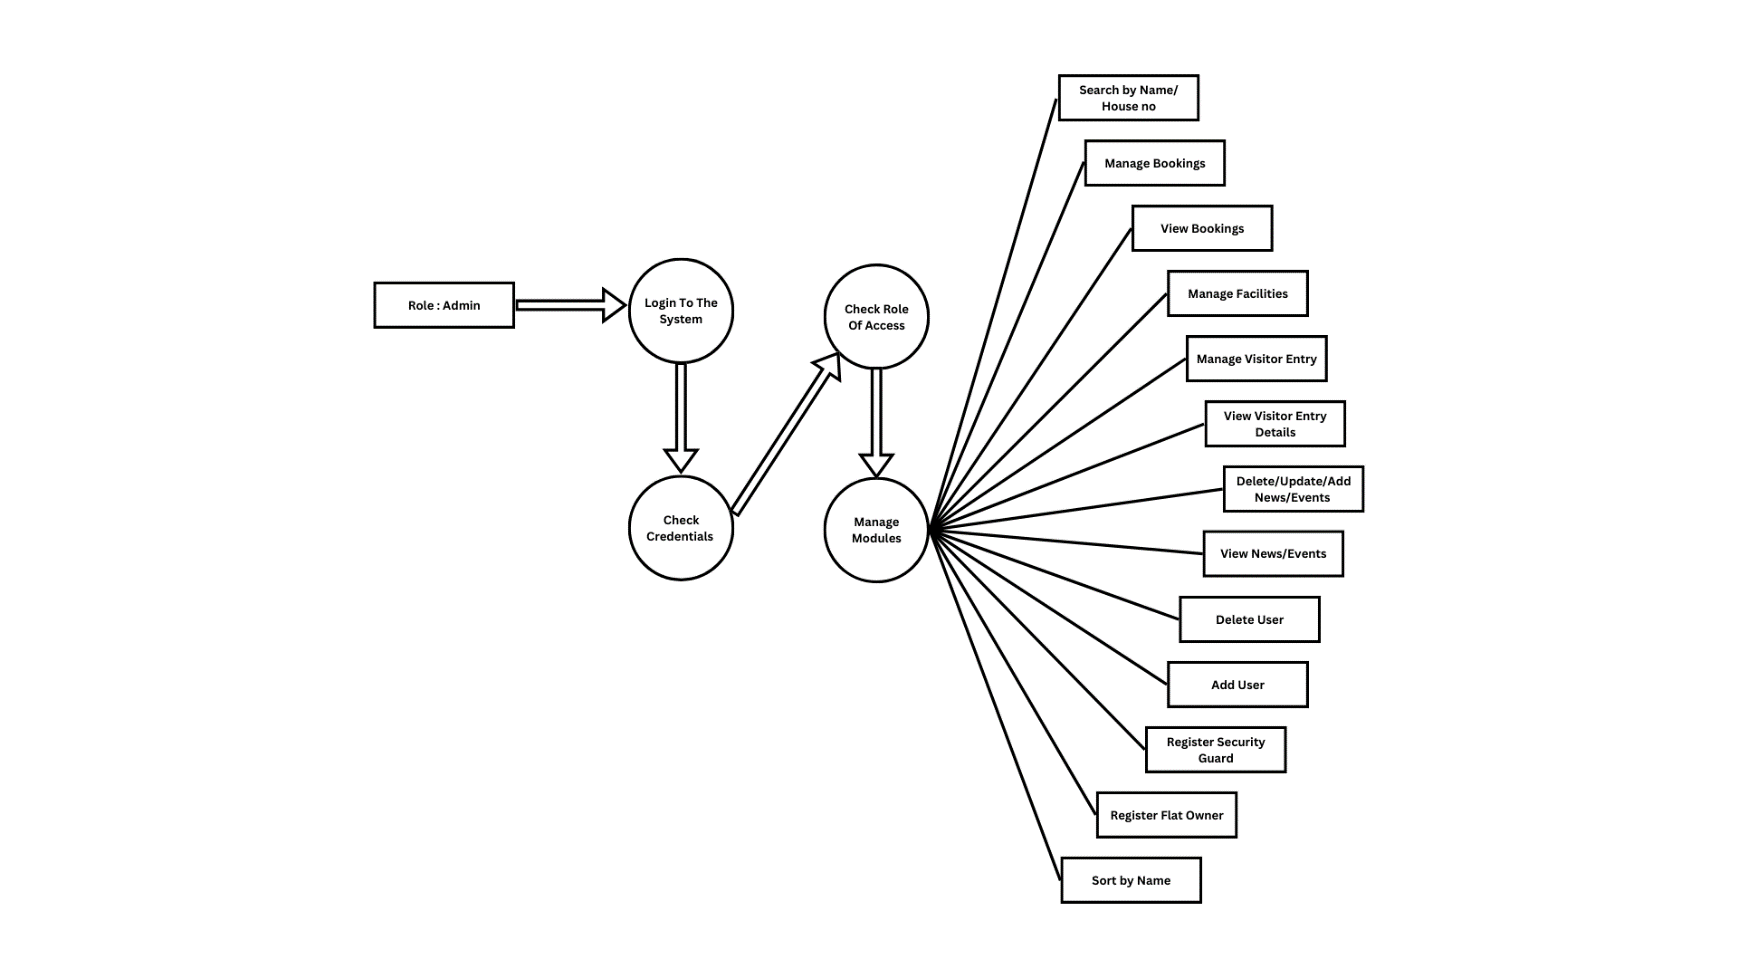 Role : Admin
Login To The
System
Check
Credentials
Check Role
Of Access
Manage
Modules
Search by Name/
House no
Manage Bookings
View Bookings
Manage Facilities
Manage Visitor Entry
View Visitor Entry
Details
Delete/Update/Add
News/Events
View News/Events
Delete User
Add User
Register Security
Guard
Register Flat Owner
Sort by Name